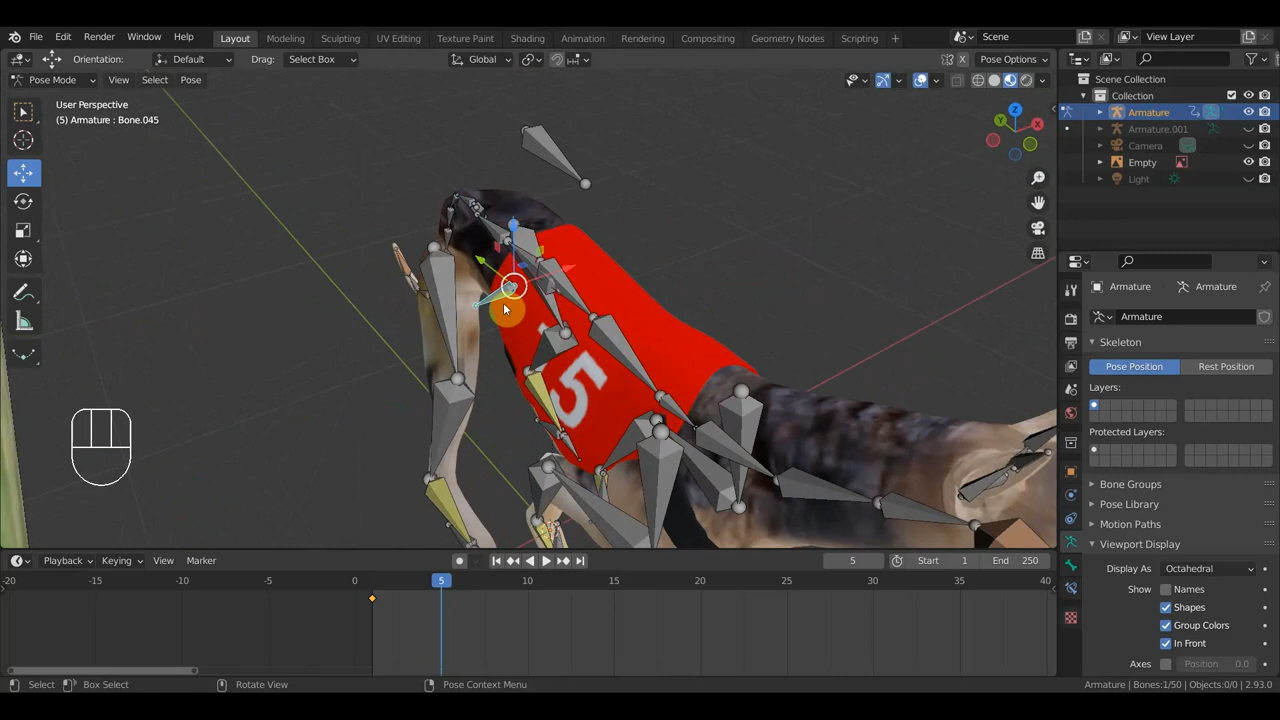 File Edit Render Window Help Layout Modeling Sculpting UV Editing Texture Paint Shading Animation Rendering Compositing Geometry Nodes Scripting + Scene View Layer
Orientation: Default Drag: Select Box Global Pose Options
Pose Mode View Select Pose
Scene Collection
Collection
Armature
Armature.001
Camera
Empty
Light
User Perspective
(5) Armature : Bone.045
Z
Y
X
5
Armature Armature
Armature
Skeleton
Pose Position Rest Position
Layers:
Protected Layers:
Bone Groups
Pose Library
Motion Paths
Viewport Display
Display As Octahedral
Show Names
Shapes
Group Colors
In Front
Axes Position 0.0
Playback Keying View Marker 5 Start 1 End 250
-20 -15 -10 -5 0 5 10 15 20 25 30 35 40
Select Box Select Rotate View Pose Context Menu Armature | Bones:1/50 | Objects:0/0 | 2.93.0